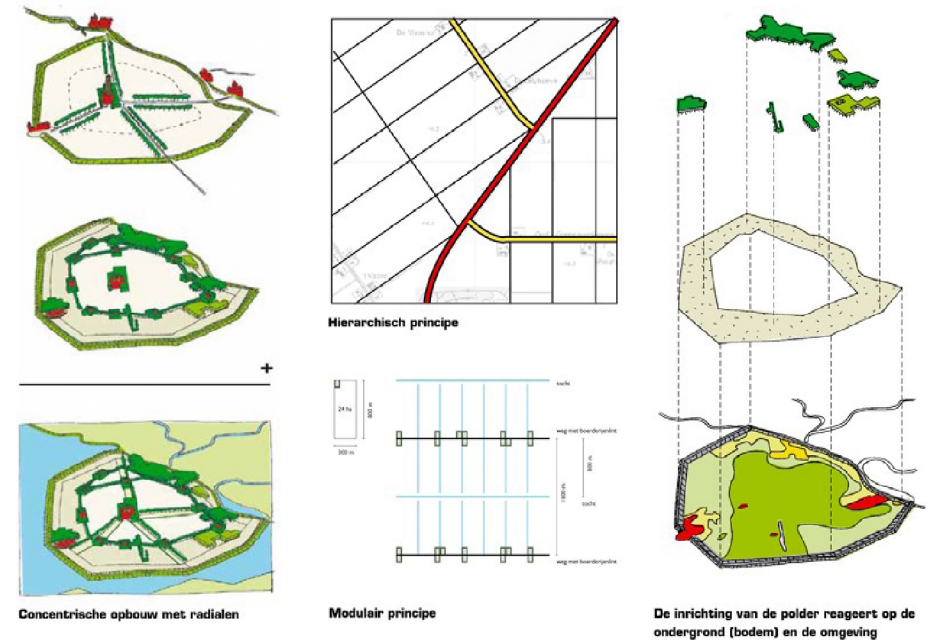 +
Concentrische opbouw met radialen
Hierarchisch principe
24 ha
800 m
300 m
tocht
weg met boerderijenlint
800 m
1600 m
tocht
weg met boerderijenlint
Modulair principe
De inrichting van de polder reageert op de
ondergrond (bodem) en de omgeving